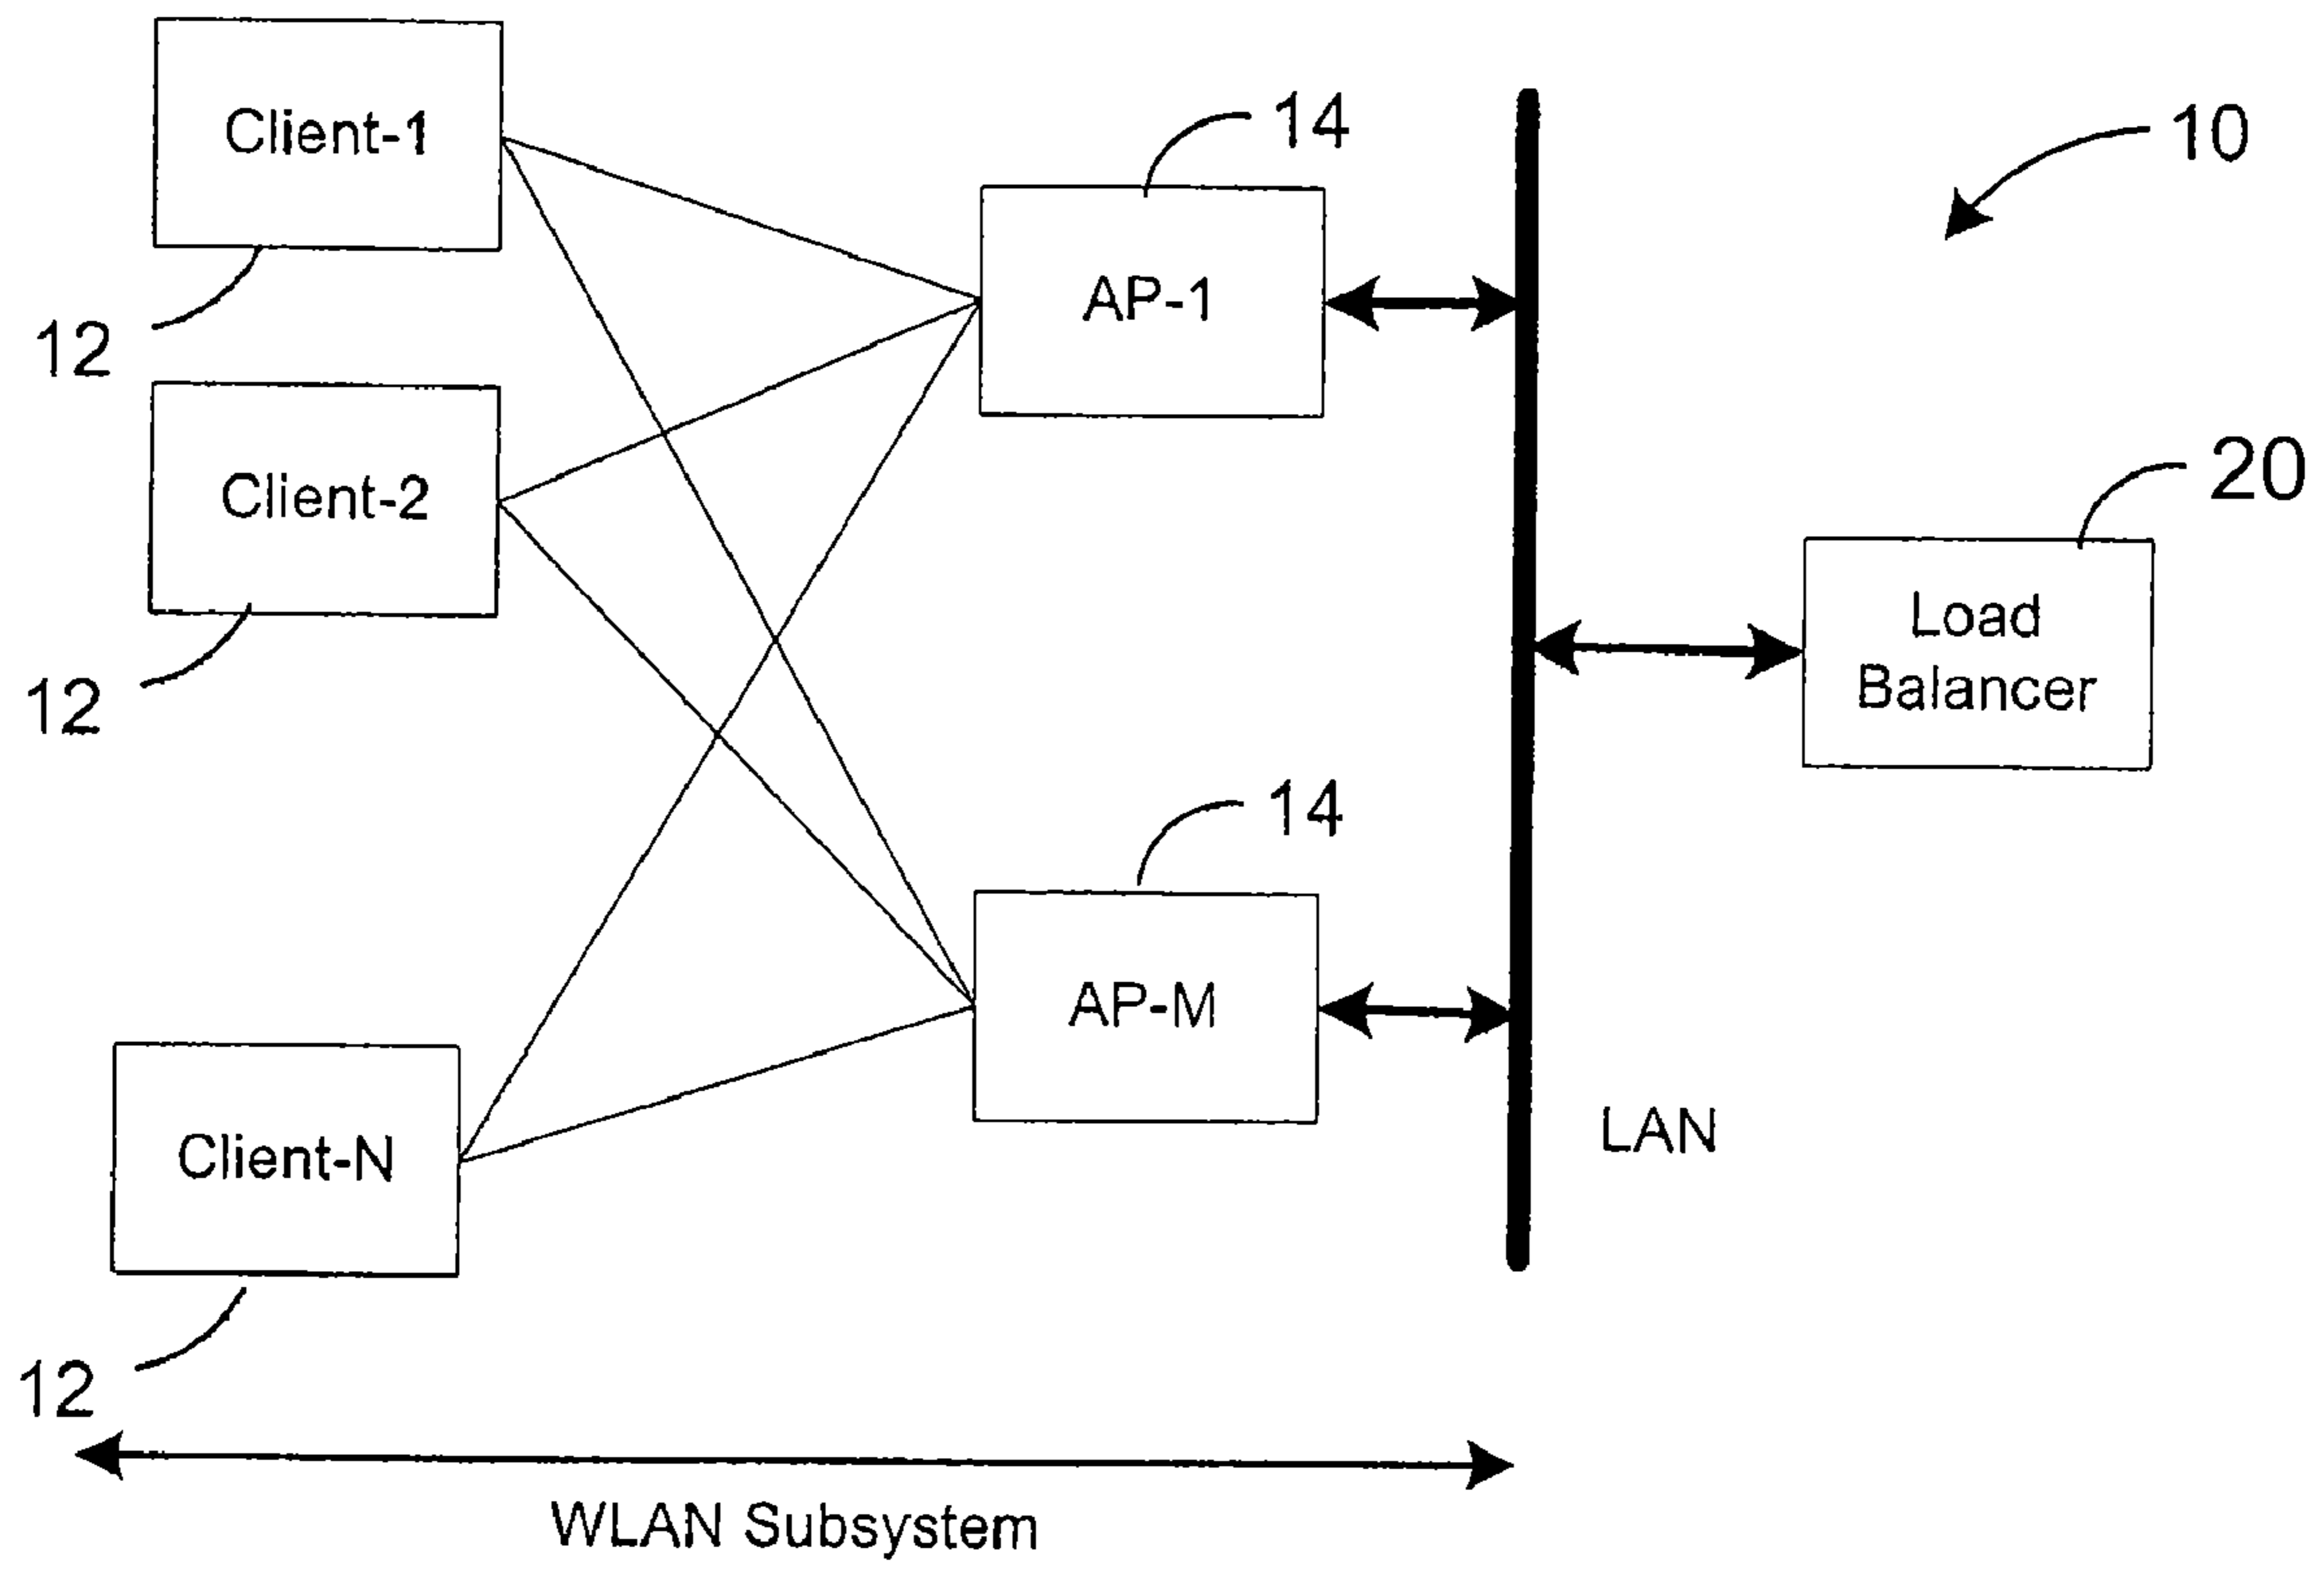 Client-1
14
10
AP-1
12
Client-2
20
Load
Balancer
12
14
AP-M
LAN
Client-N
12
WLAN Subsystem